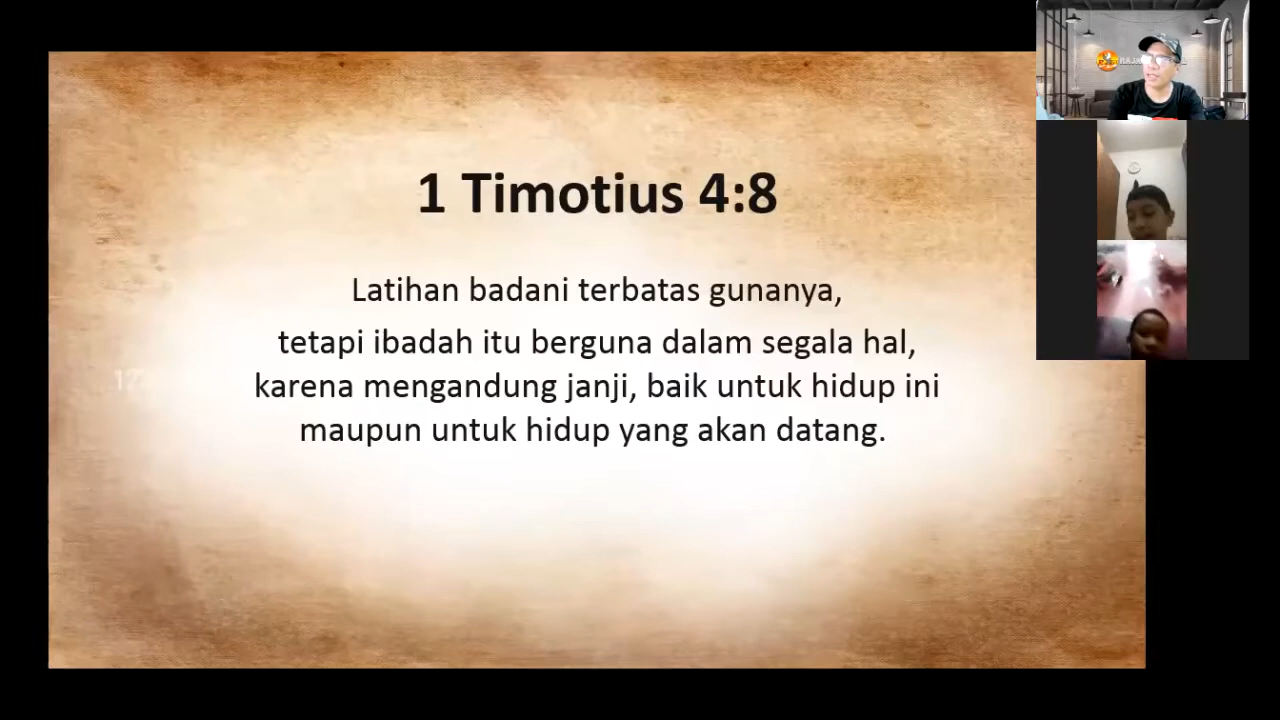 1 Timotius 4:8
Latihan badani terbatas gunanya,
tetapi ibadah itu berguna dalam segala hal,
karena mengandung janji, baik untuk hidup ini
maupun untuk hidup yang akan datang.